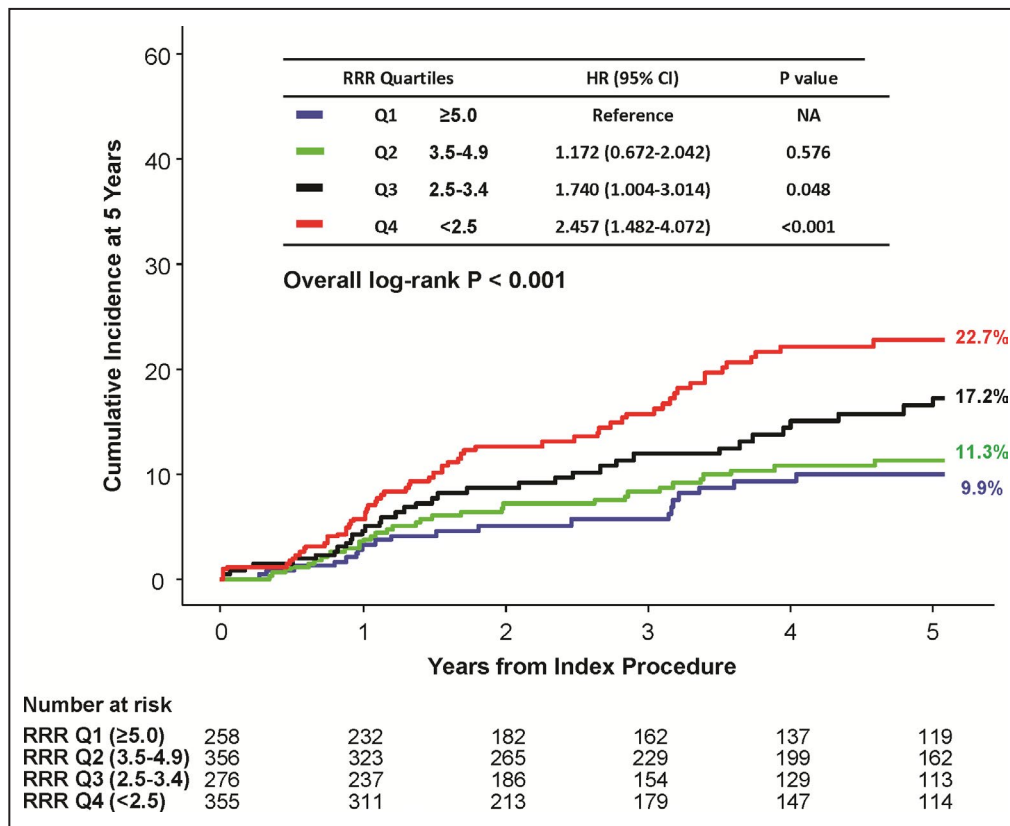 60
RRR Quartiles HR (95% CI) P value
Q1 ≥5.0 Reference NA
Q2 3.5-4.9 1.172 (0.672-2.042) 0.576
Q3 2.5-3.4 1.740 (1.004-3.014) 0.048
Q4 <2.5 2.457 (1.482-4.072) <0.001
40
30
20
10
0
Cumulative Incidence at 5 Years
Overall log-rank P < 0.001
22.7%
17.2%
11.3%
9.9%
0 1 2 3 4 5
Years from Index Procedure
Number at risk
RRR Q1 (≥5.0) 258 232 182 162 137 119
RRR Q2 (3.5-4.9) 356 323 265 229 199 162
RRR Q3 (2.5-3.4) 276 237 186 154 129 113
RRR Q4 (<2.5) 355 311 213 179 147 114